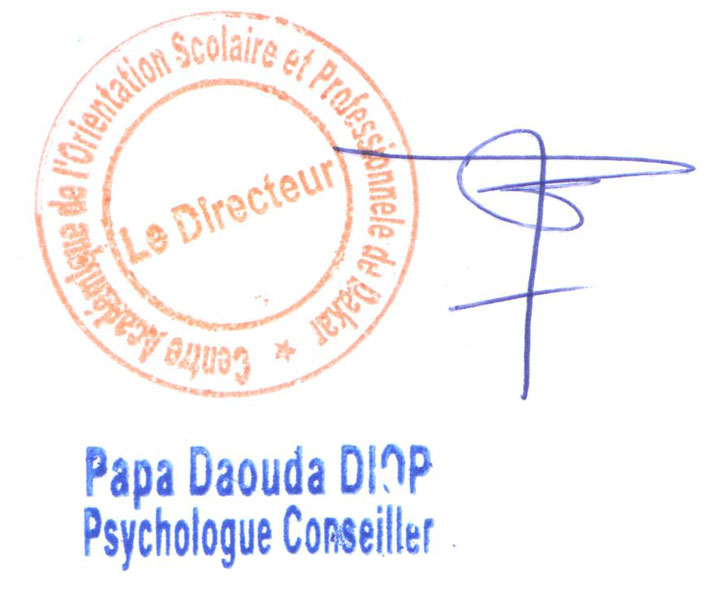 Centre Académique de l'Orientation Scolaire et Professionnelle de Dakar
Le Directeur
Papa Daouda DIOP
Psychologue Conseiller